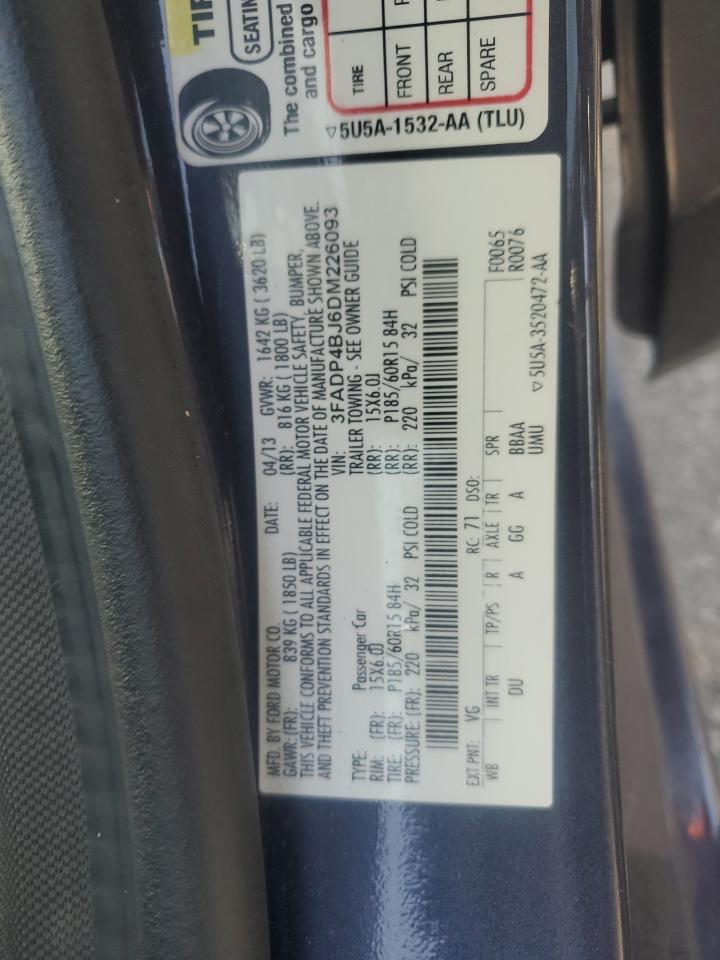 TIR
SEATIN
The combined
and cargo
TIRE
FRONT
REAR
SPARE
▽5U5A-1532-AA (TLU)
MFD. BY FORD MOTOR CO. DATE: 04/13 GVWR: 1642 KG ( 3620 LB)
GAWR: (FR): 839 KG ( 1850 LB) (RR): 816 KG ( 1800 LB)
THIS VEHICLE CONFORMS TO ALL APPLICABLE FEDERAL MOTOR VEHICLE SAFETY, BUMPER,
AND THEFT PREVENTION STANDARDS IN EFFECT ON THE DATE OF MANUFACTURE SHOWN ABOVE.
VIN: 3FADP4BJ6DM226093
TYPE: Passenger Car TRAILER TOWING - SEE OWNER GUIDE
RIM: (FR): 15X6.0J (RR): 15X6.0J
TIRE: (FR): P185/60R15 84H (RR): P185/60R15 84H
PRESSURE: (FR): 220 kPa/ 32 PSI COLD (RR): 220 kPa/ 32 PSI COLD
EXT PNT: VG RC: 71 DSO: F0065
WB INT TR TP/PS R AXLE TR SPR R0076
DU A GG A BBAA
UMU ▽5U5A-3520472-AA